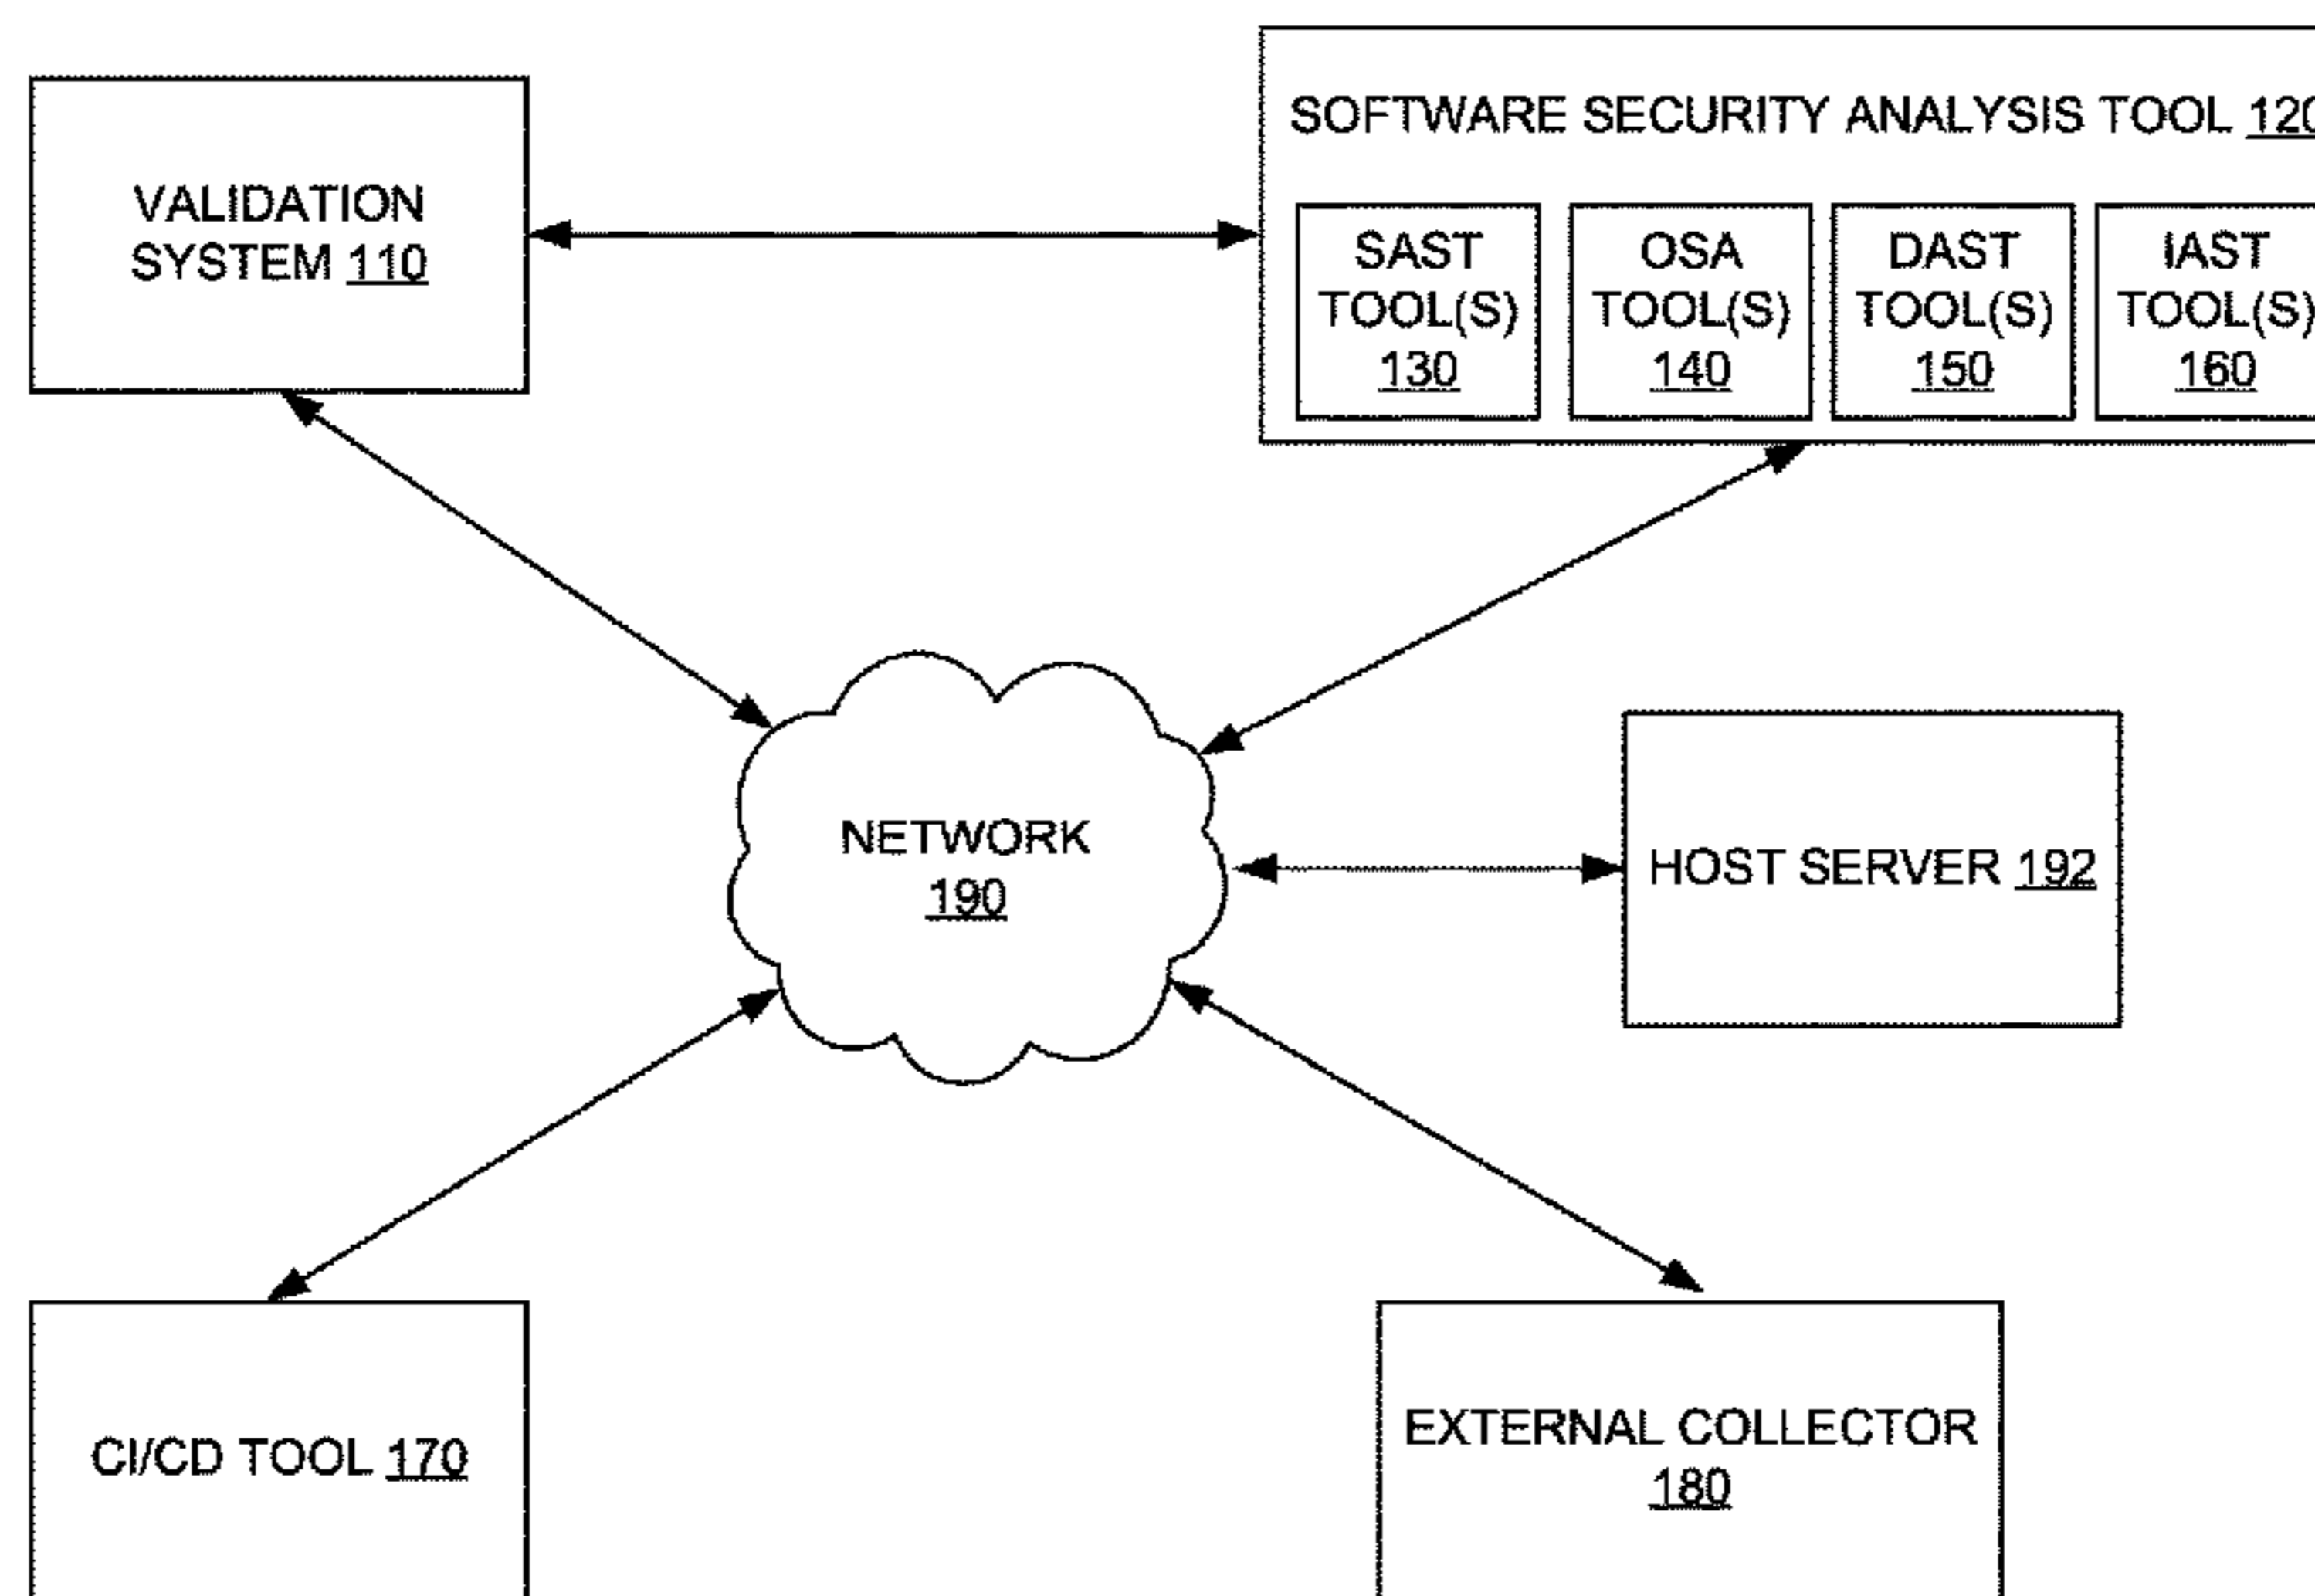 SOFTWARE SECURITY ANALYSIS TOOL 120
VALIDATION
SYSTEM 110
SAST
TOOL(S)
130
OSA
TOOL(S)
140
DAST
TOOL(S)
150
IAST
TOOL(S)
160
NETWORK
190
HOST SERVER 192
CI/CD TOOL 170
EXTERNAL COLLECTOR
180